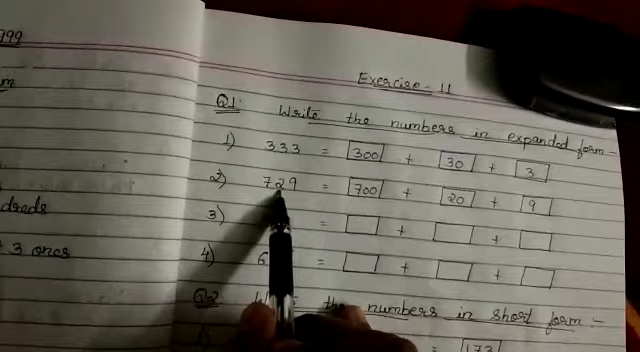 999
m
dreds
3 ones
Exercise - 11
Q1: Write the numbers in expanded form -
1) 333 = 300 + 30 + 3
2) 729 = 700 + 20 + 9
3) = + +
4) 6 = + +
Q2: the numbers in short form :-
= 173